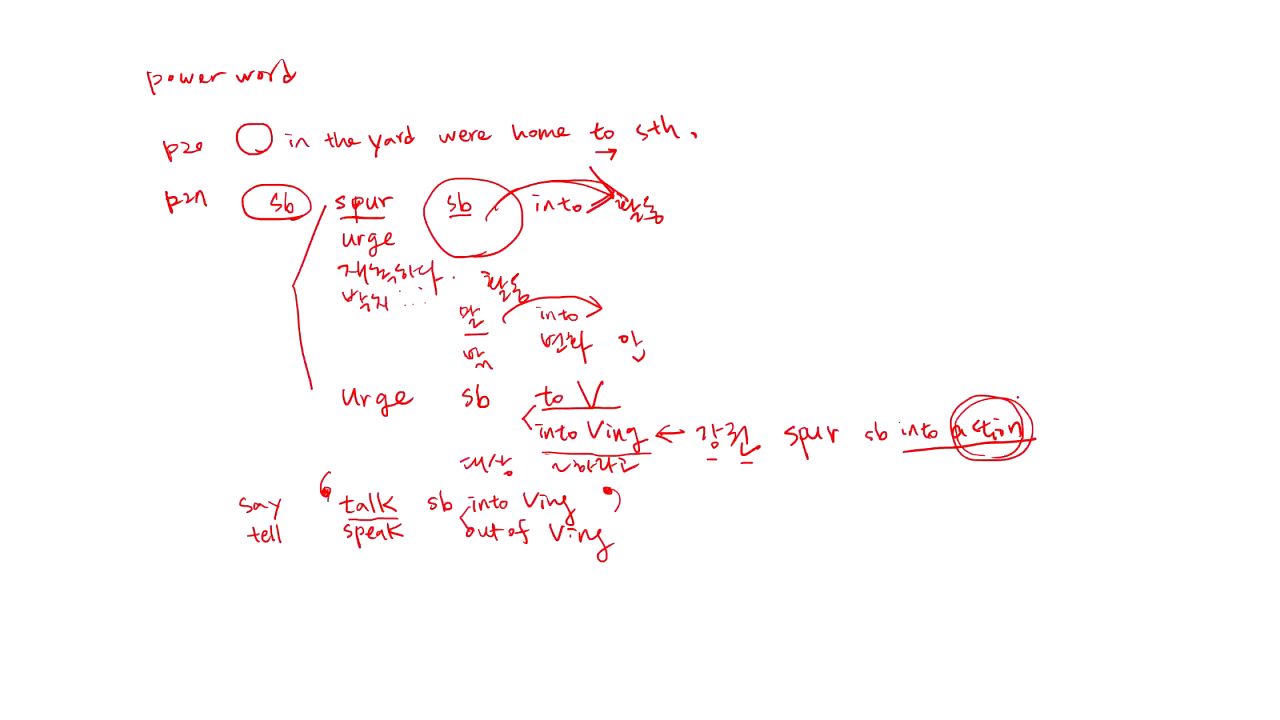 power word
p20 ◯ in the yard were home to sth.
p21 sb spur sb into 활동
urge
재촉하다.
박차 ... 활동
말 into
변화 안
urge sb to V
into Ving ↔ 강권 spur sb into action
대상. ~하라고
say talk sb into Ving
tell speak out of Ving